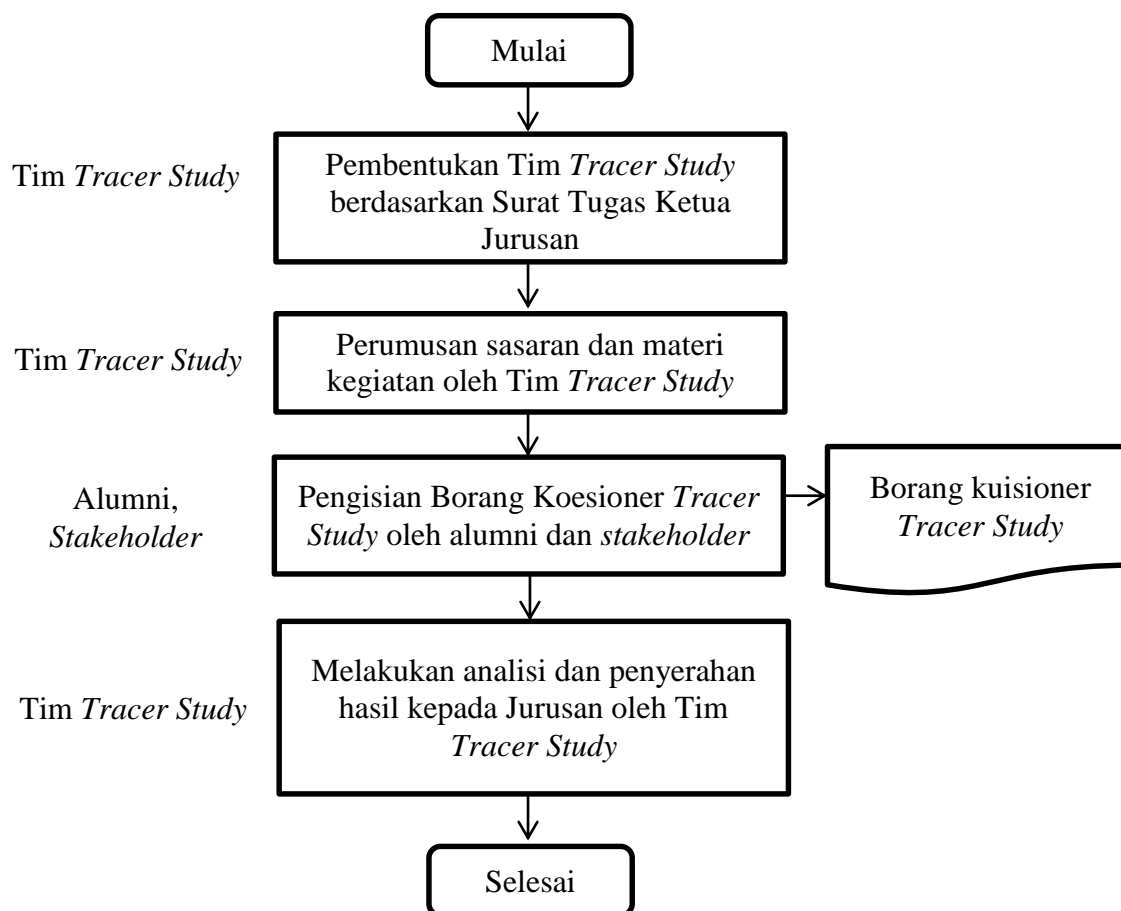 Mulai
Tim Tracer Study
Pembentukan Tim Tracer Study
berdasarkan Surat Tugas Ketua
Jurusan
Tim Tracer Study
Perumusan sasaran dan materi
kegiatan oleh Tim Tracer Study
Alumni,
Stakeholder
Pengisian Borang Koesioner Tracer
Study oleh alumni dan stakeholder
Borang kuisioner
Tracer Study
Tim Tracer Study
Melakukan analisi dan penyerahan
hasil kepada Jurusan oleh Tim
Tracer Study
Selesai